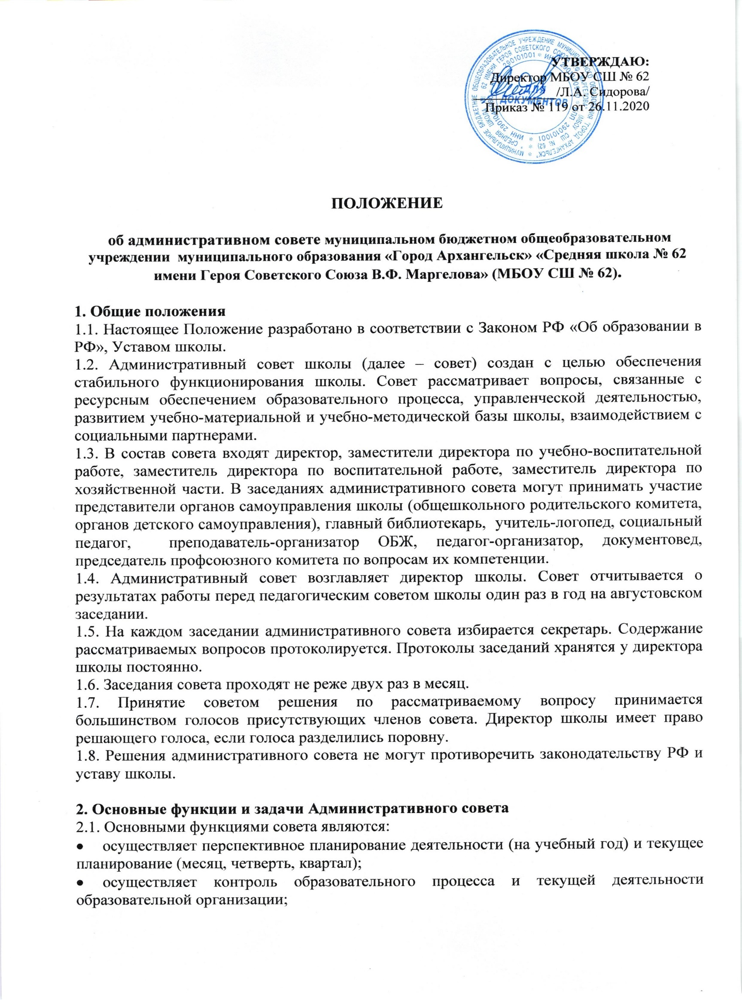 УТВЕРЖДАЮ:
Директор МБОУ СШ № 62
/Л.А. Сидорова/
Приказ № 119 от 26.11.2020
МУНИЦИПАЛЬНОЕ БЮДЖЕТНОЕ ОБЩЕОБРАЗОВАТЕЛЬНОЕ УЧРЕЖДЕНИЕ МУНИЦИПАЛЬНОГО ОБРАЗОВАНИЯ "ГОРОД АРХАНГЕЛЬСК"
ДЛЯ
ДОКУМЕНТОВ
ПОЛОЖЕНИЕ
об административном совете муниципальном бюджетном общеобразовательном
учреждении муниципального образования «Город Архангельск» «Средняя школа № 62
имени Героя Советского Союза В.Ф. Маргелова» (МБОУ СШ № 62).
1. Общие положения
1.1. Настоящее Положение разработано в соответствии с Законом РФ «Об образовании в
РФ», Уставом школы.
1.2. Административный совет школы (далее – совет) создан с целью обеспечения
стабильного функционирования школы. Совет рассматривает вопросы, связанные с
ресурсным обеспечением образовательного процесса, управленческой деятельностью,
развитием учебно-материальной и учебно-методической базы школы, взаимодействием с
социальными партнерами.
1.3. В состав совета входят директор, заместители директора по учебно-воспитательной
работе, заместитель директора по воспитательной работе, заместитель директора по
хозяйственной части. В заседаниях административного совета могут принимать участие
представители органов самоуправления школы (общешкольного родительского комитета,
органов детского самоуправления), главный библиотекарь, учитель-логопед, социальный
педагог, преподаватель-организатор ОБЖ, педагог-организатор, документовед,
председатель профсоюзного комитета по вопросам их компетенции.
1.4. Административный совет возглавляет директор школы. Совет отчитывается о
результатах работы перед педагогическим советом школы один раз в год на августовском
заседании.
1.5. На каждом заседании административного совета избирается секретарь. Содержание
рассматриваемых вопросов протоколируется. Протоколы заседаний хранятся у директора
школы постоянно.
1.6. Заседания совета проходят не реже двух раз в месяц.
1.7. Принятие советом решения по рассматриваемому вопросу принимается
большинством голосов присутствующих членов совета. Директор школы имеет право
решающего голоса, если голоса разделились поровну.
1.8. Решения административного совета не могут противоречить законодательству РФ и
уставу школы.
2. Основные функции и задачи Административного совета
2.1. Основными функциями совета являются:
• осуществляет перспективное планирование деятельности (на учебный год) и текущее
планирование (месяц, четверть, квартал);
• осуществляет контроль образовательного процесса и текущей деятельности
образовательной организации;